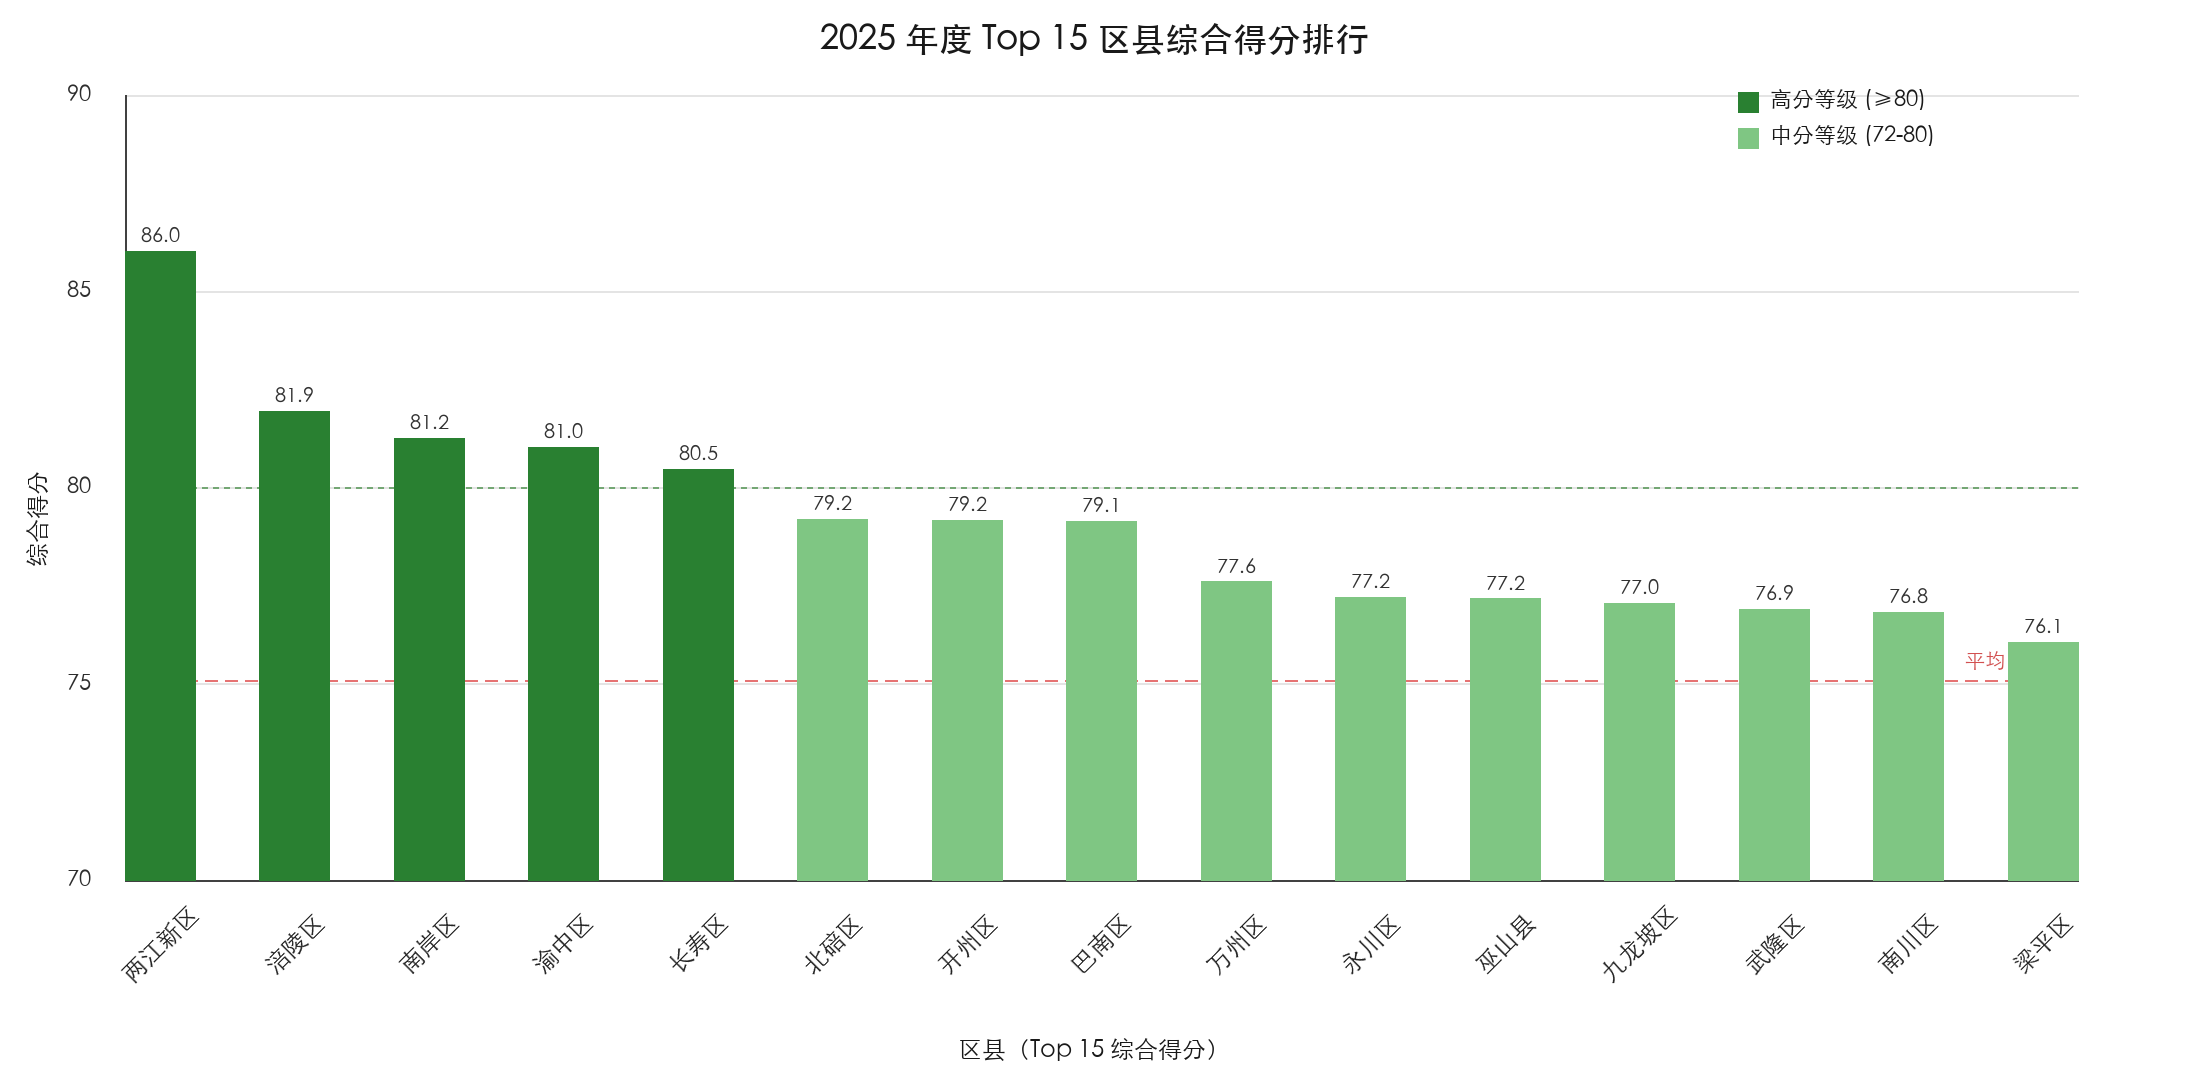 2025 年度 Top 15 区县综合得分排行
高分等级 (≥80)
中分等级 (72-80)
综合得分
90
85
80
75
70
86.0
81.9
81.2
81.0
80.5
79.2
79.2
79.1
77.6
77.2
77.2
77.0
76.9
76.8
76.1
平均
两江新区
涪陵区
南岸区
渝中区
长寿区
北碚区
开州区
巴南区
万州区
永川区
巫山县
九龙坡区
武隆区
南川区
梁平区
区县（Top 15 综合得分）